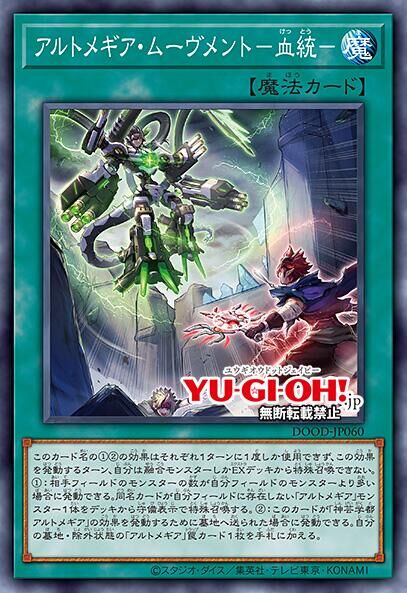 アルトメギア・ムーヴメント－血統－
魔
【魔法カード】
ユウギオウドットジェイピー
YU-GI-OH!.jp
無断転載禁止
DOOD-JP060
このカード名の①②の効果はそれぞれ1ターンに1度しか使用できず、この効果
を発動するターン、自分は融合モンスターしかEXデッキから特殊召喚できない。
①：相手フィールドのモンスターの数が自分フィールドのモンスターより多い
場合に発動できる。同名カードが自分フィールドに存在しない「アルトメギア」モン
スター1体をデッキから守備表示で特殊召喚する。②：このカードが「神芸学都
アルトメギア」の効果を発動するために墓地へ送られた場合に発動できる。自分
の墓地・除外状態の「アルトメギア」罠カード1枚を手札に加える。
©スタジオ・ダイス／集英社・テレビ東京・KONAMI